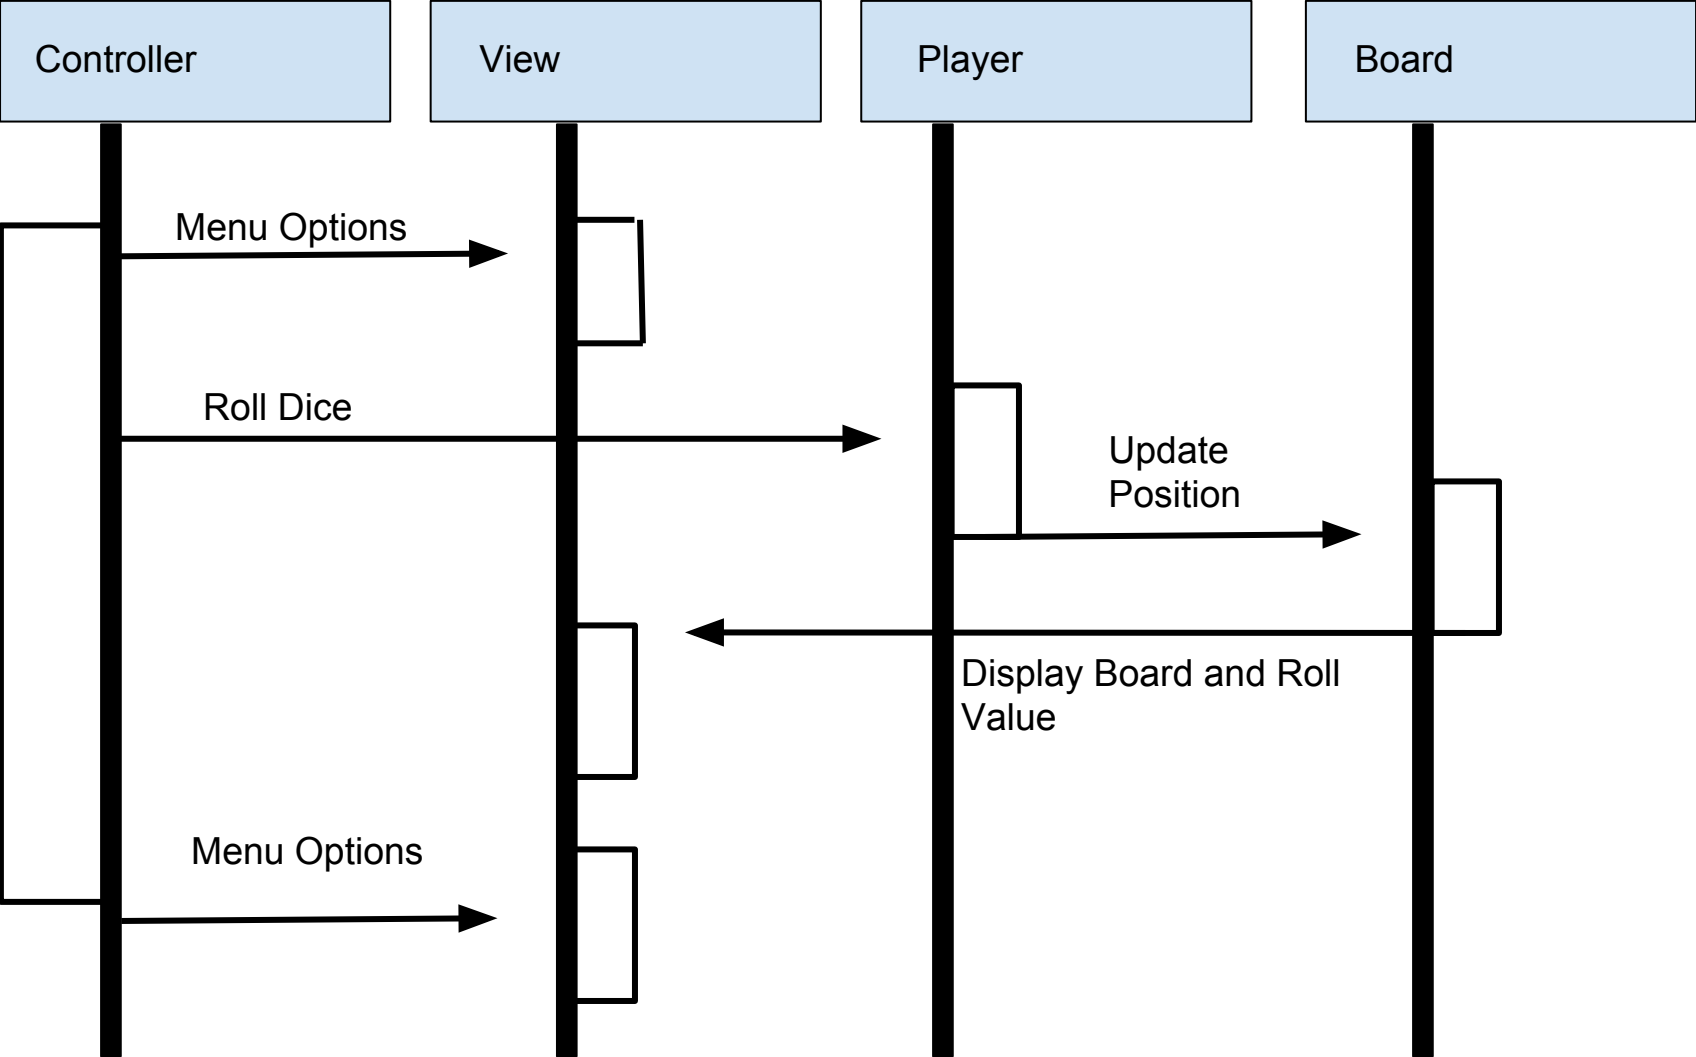 Controller
View
Player
Board
Menu Options
Roll Dice
Update
Position
Display Board and Roll
Value
Menu Options